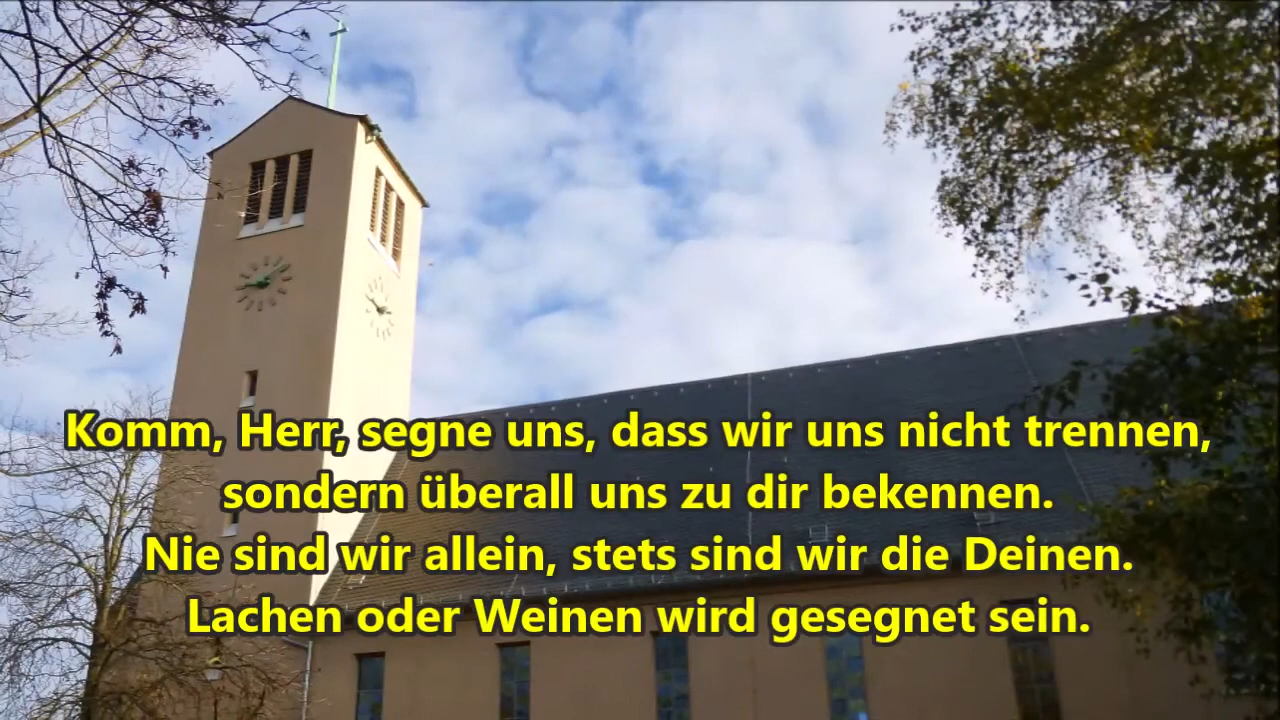 Komm, Herr, segne uns, dass wir uns nicht trennen,
sondern überall uns zu dir bekennen.
Nie sind wir allein, stets sind wir die Deinen.
Lachen oder Weinen wird gesegnet sein.